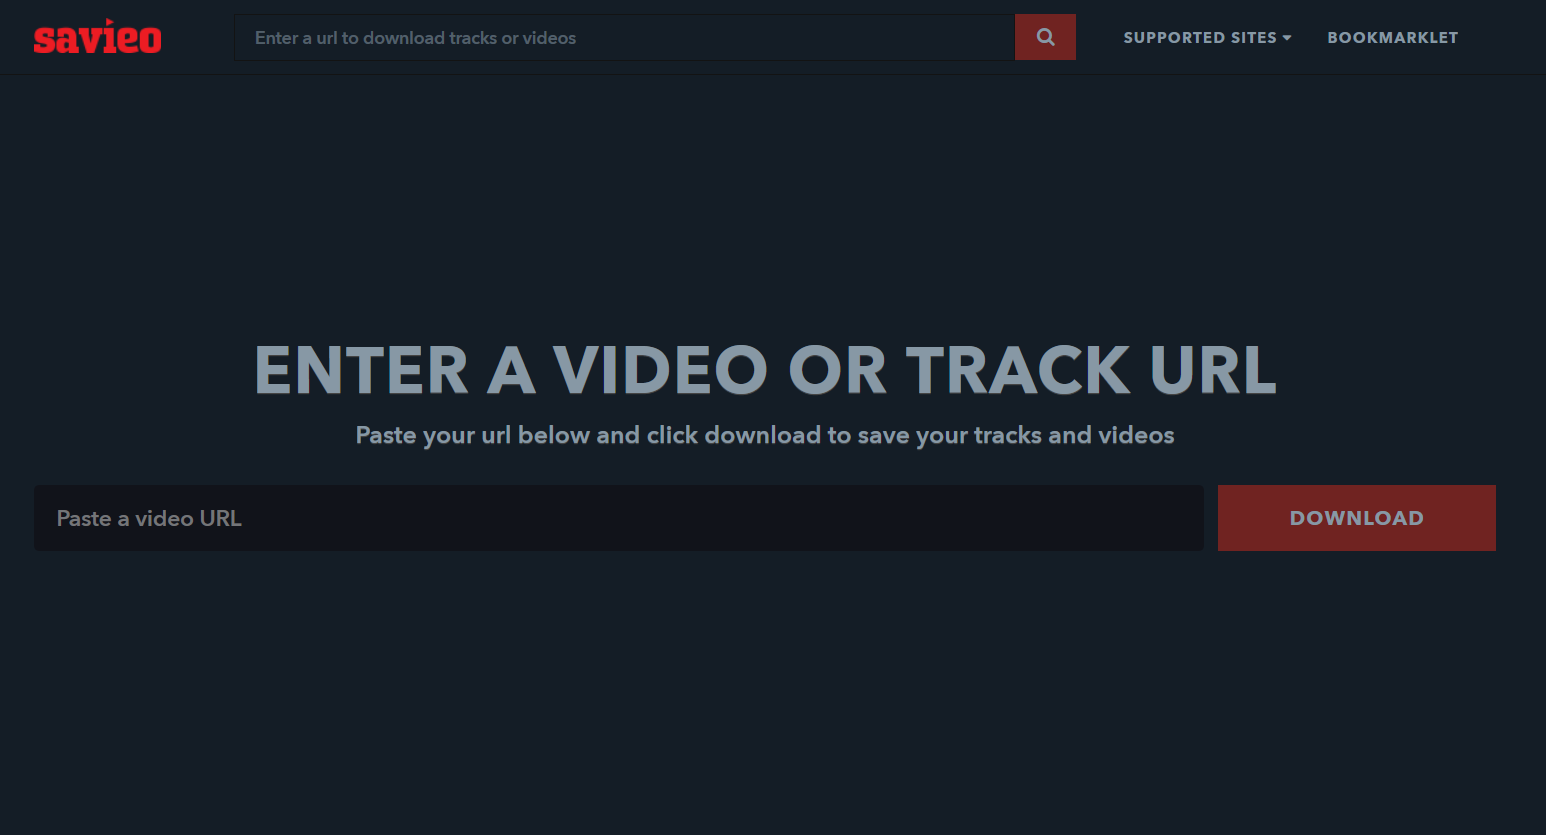 savieo
Enter a url to download tracks or videos
SUPPORTED SITES
BOOKMARKLET
ENTER A VIDEO OR TRACK URL
Paste your url below and click download to save your tracks and videos
Paste a video URL
DOWNLOAD